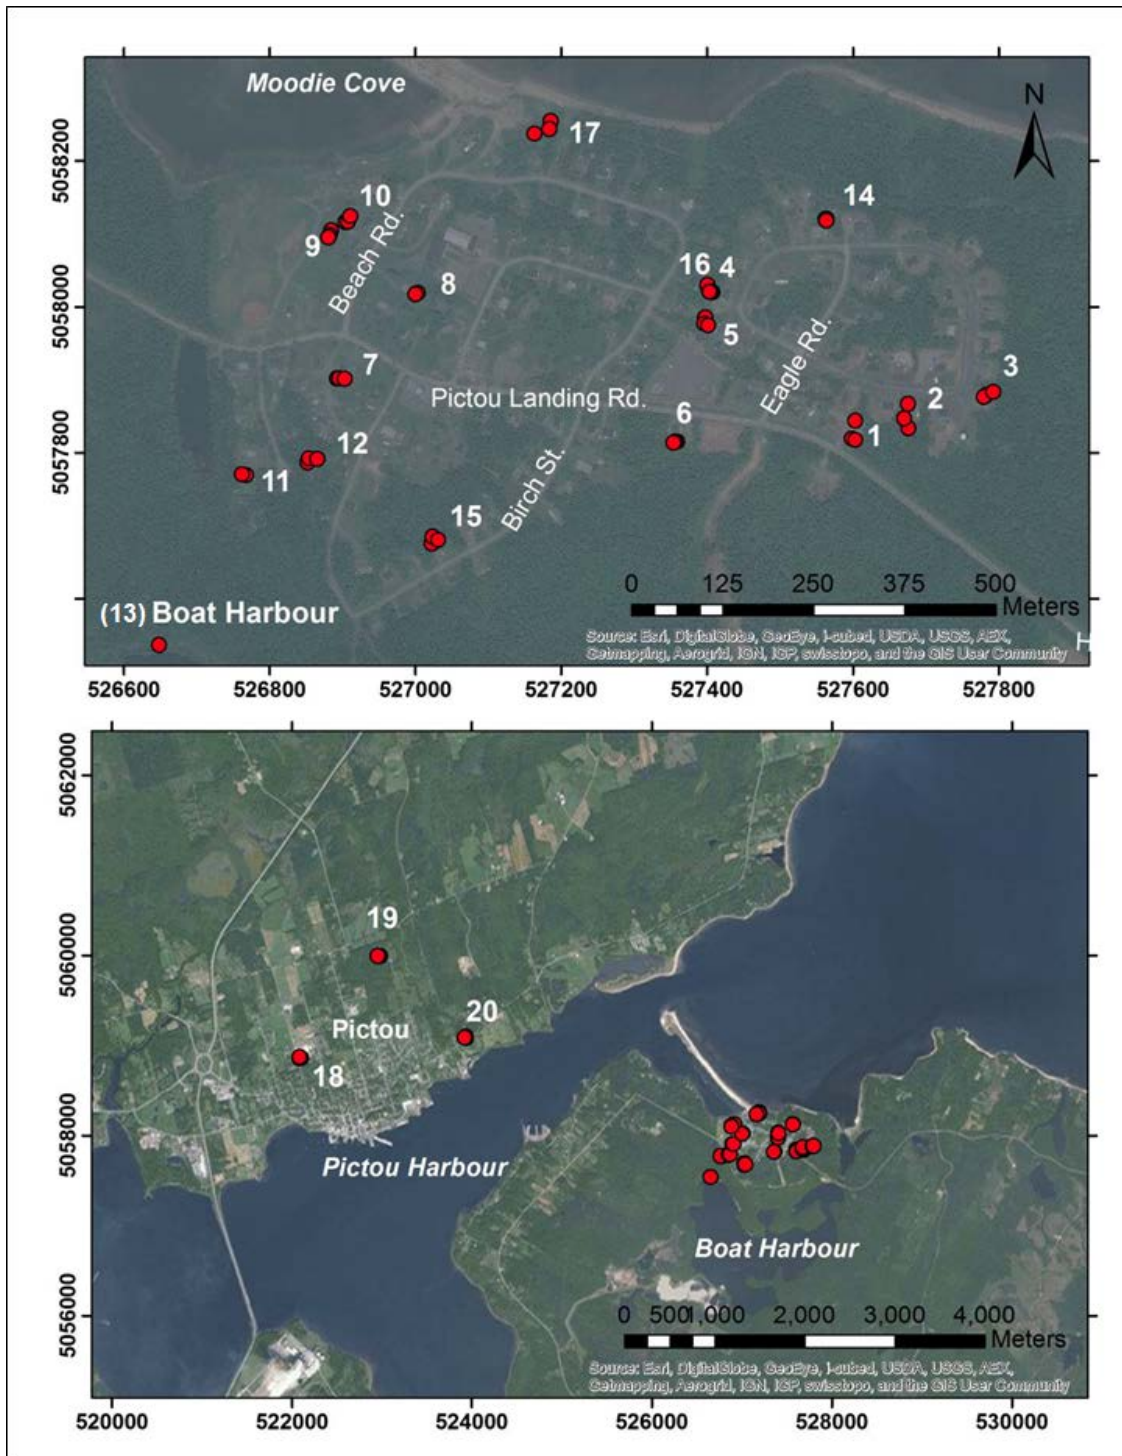 Moodie Cove
N
5058200
17
10
14
Beach Rd.
9
16 4
8
5058000
5
Eagle Rd.
3
7
Pictou Landing Rd.
2
6
1
5057800
12
11
Birch St.
15
0 125 250 375 500
Meters
(13) Boat Harbour
H
Source: Esri, DigitalGlobe, GeoEye, i-cubed, USDA, USGS, AEX,
Getmapping, Aerogrid, IGN, IGP, swisstopo, and the GIS User Community
526600 526800 527000 527200 527400 527600 527800
5062000
19
5060000
20
Pictou
18
5058000
Pictou Harbour
Boat Harbour
0 500 1,000 2,000 3,000 4,000
Meters
5056000
Source: Esri, DigitalGlobe, GeoEye, i-cubed, USDA, USGS, AEX,
Getmapping, Aerogrid, IGN, IGP, swisstopo, and the GIS User Community
520000 522000 524000 526000 528000 530000